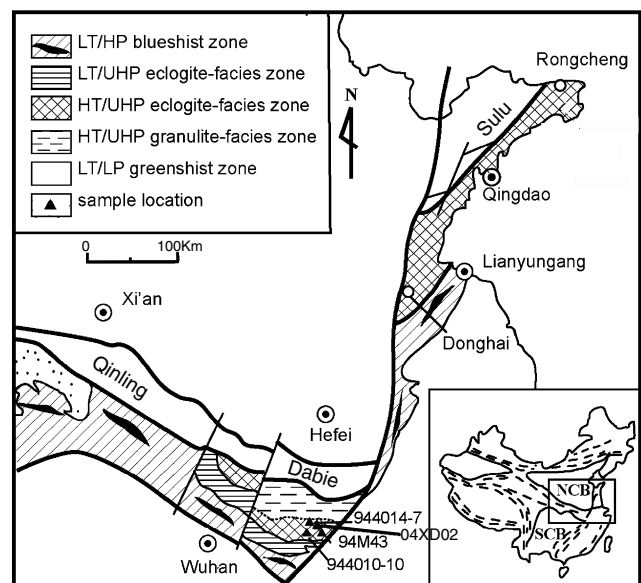 LT/HP blueshist zone
LT/UHP eclogite-facies zone
HT/UHP eclogite-facies zone
HT/UHP granulite-facies zone
LT/LP greenshist zone
sample location
0 100Km
N
Rongcheng
Sulu
Qingdao
Lianyungang
Donghai
Xi'an
Qinling
Hefei
Dabie
944014-7
04XD02
94M43
944010-10
Wuhan
NCB
SCB